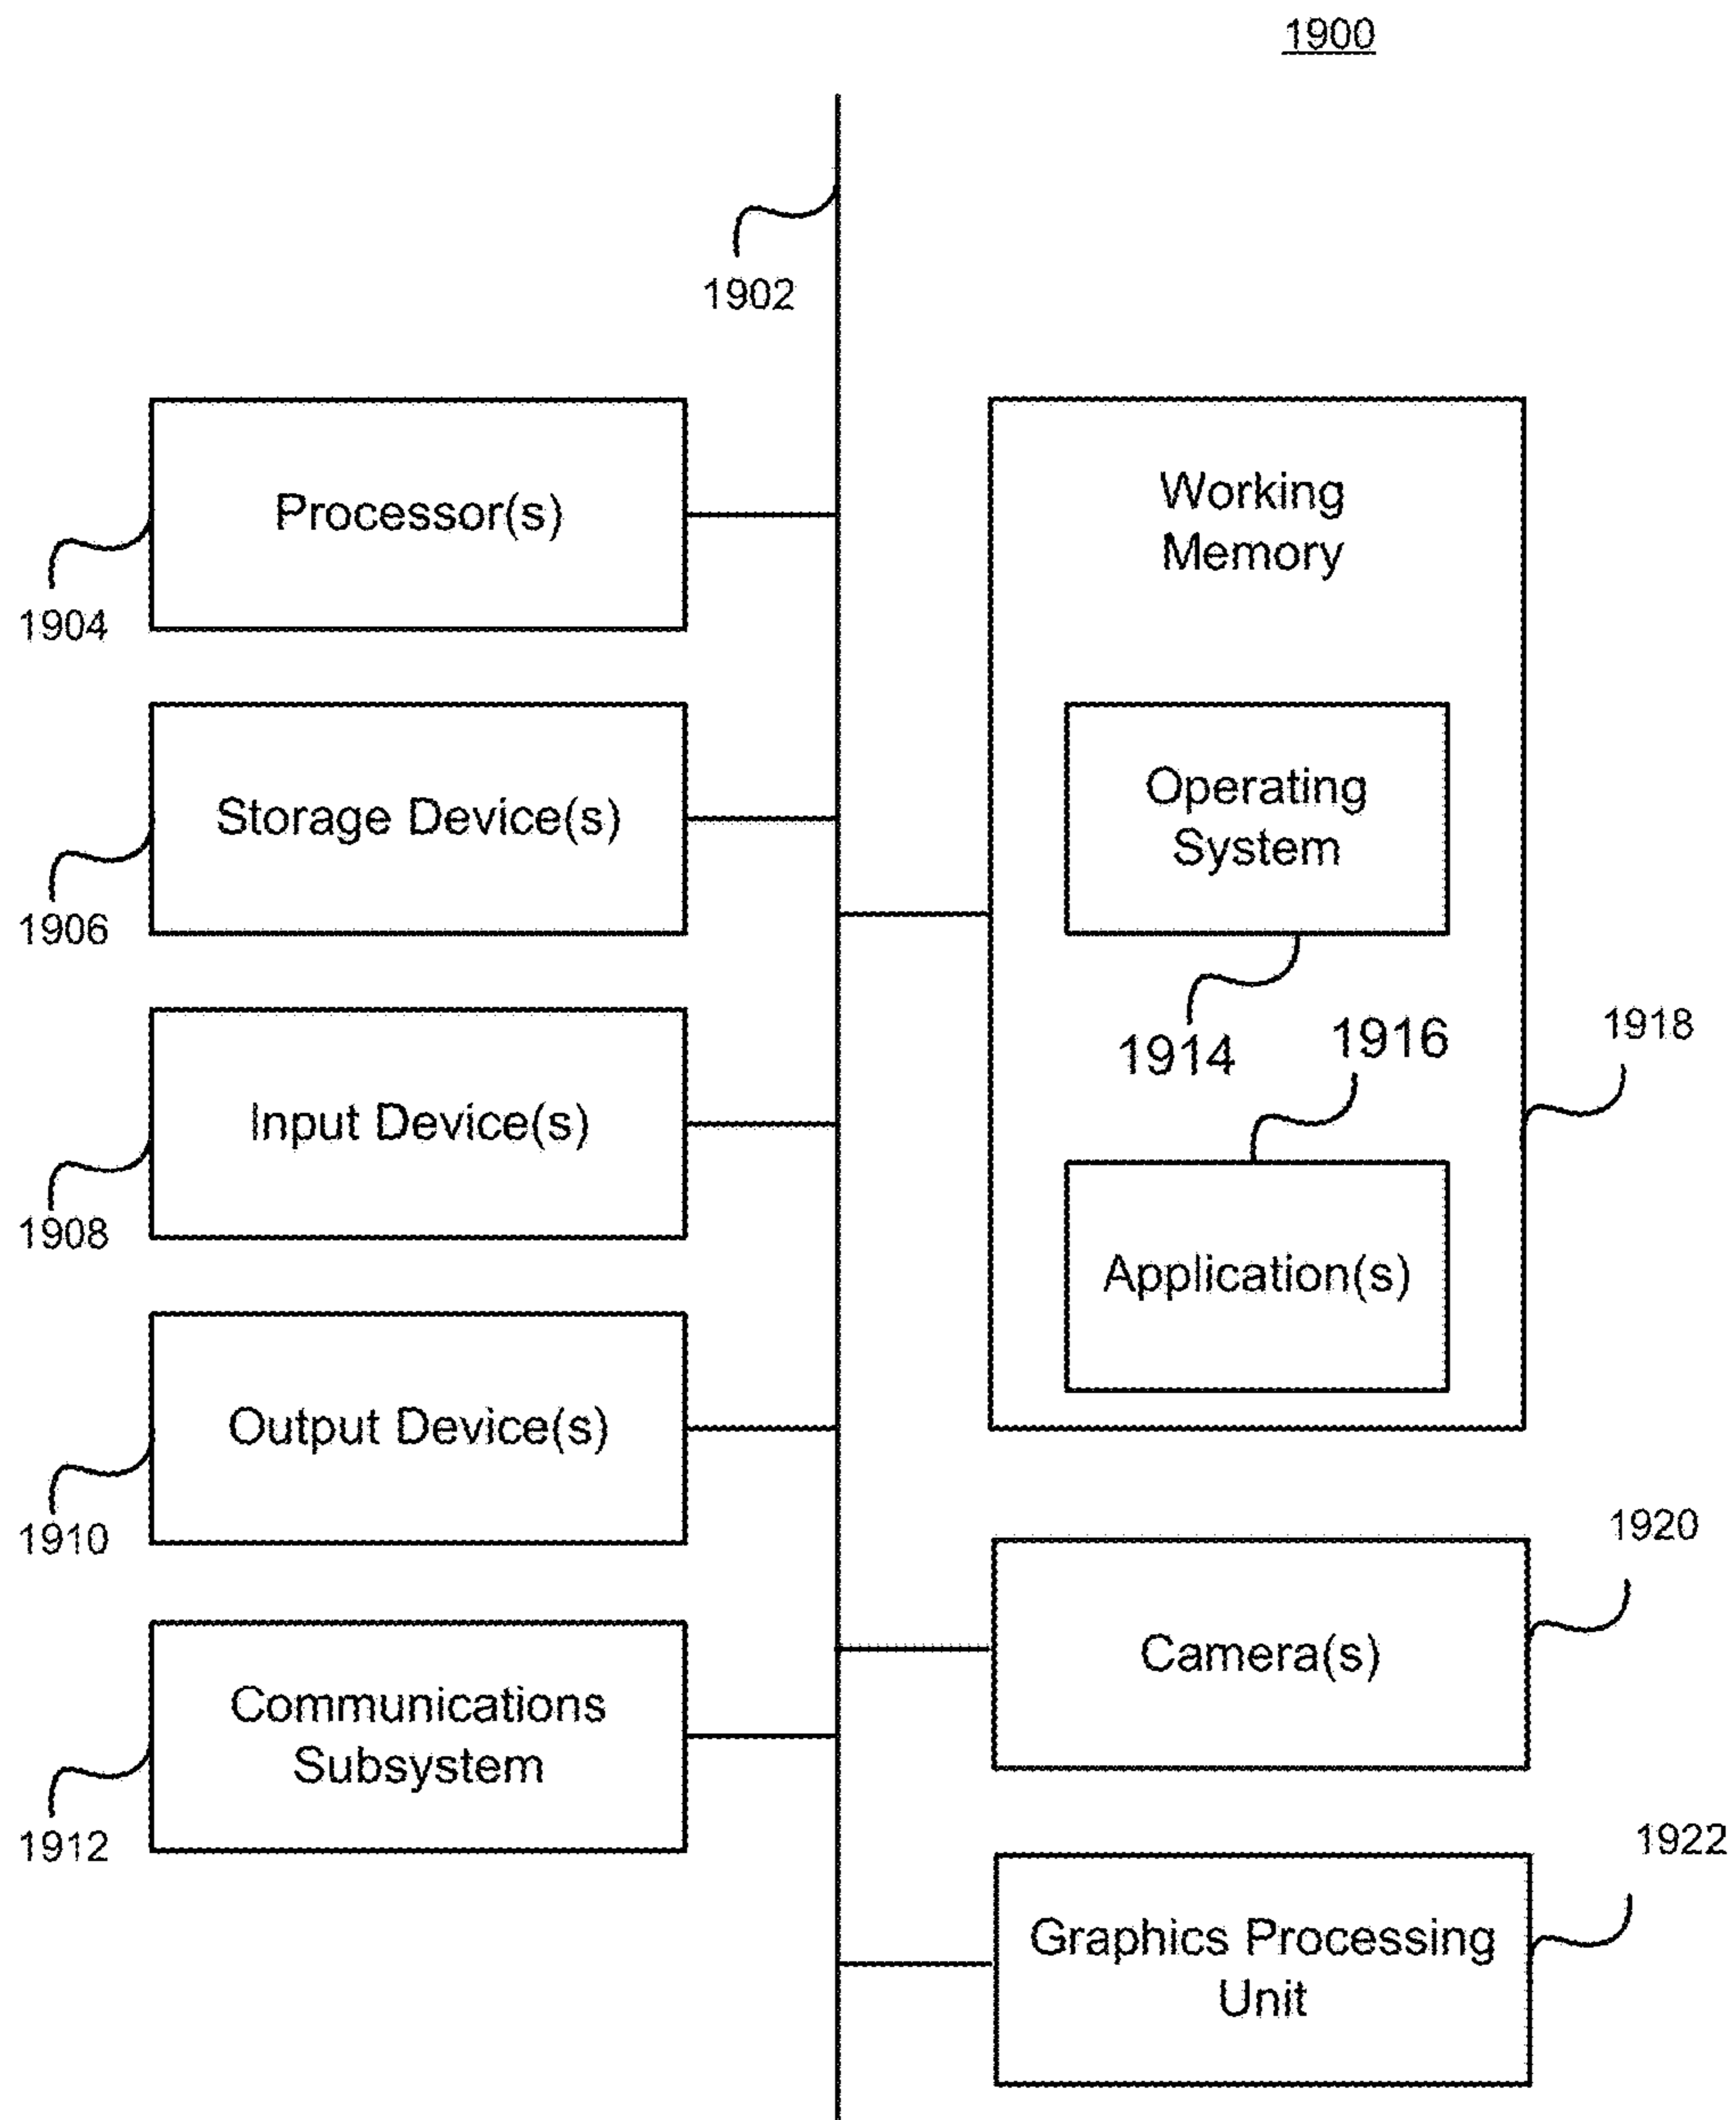 1900
1902
Processor(s)
1904
Storage Device(s)
1906
Input Device(s)
1908
Output Device(s)
1910
Communications
Subsystem
1912
Working
Memory
Operating
System
1914
1916
1918
Application(s)
1920
Camera(s)
1922
Graphics Processing
Unit